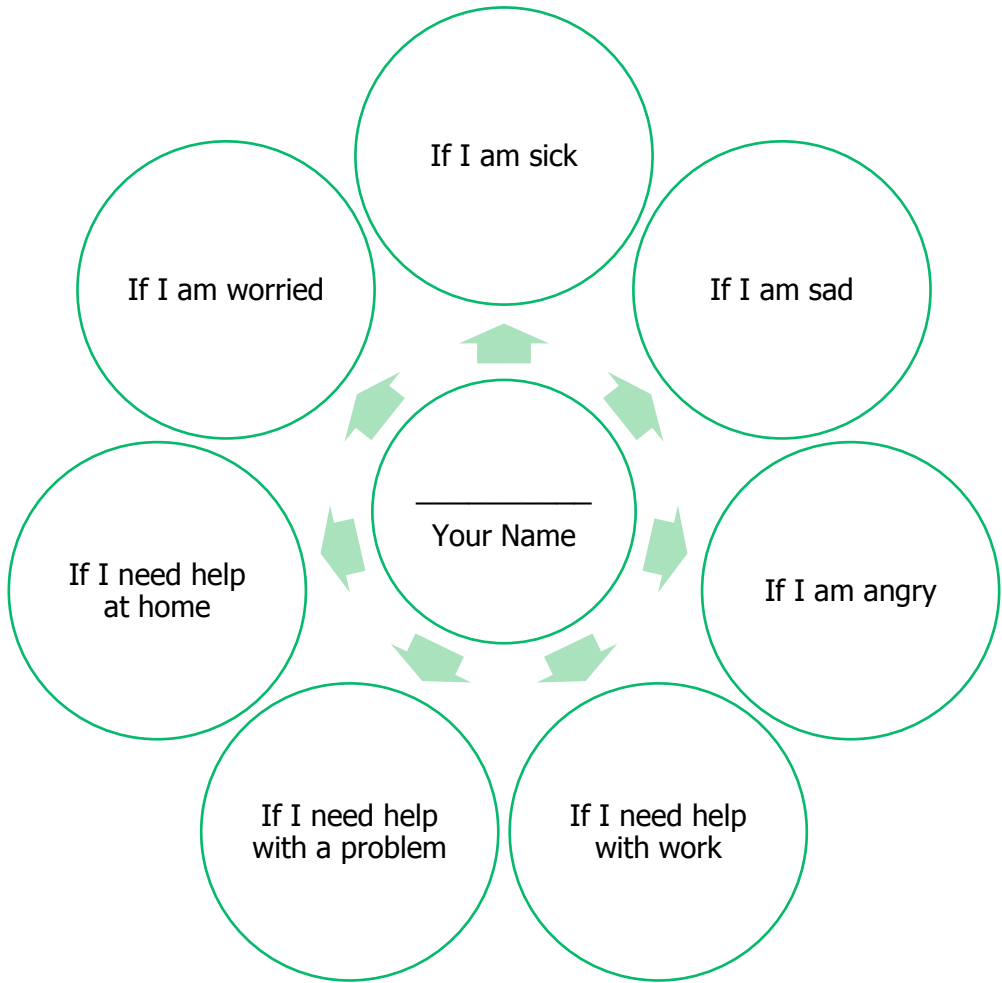 If I am sick
If I am worried
If I am sad
___________
Your Name
If I need help
at home
If I am angry
If I need help
with a problem
If I need help
with work